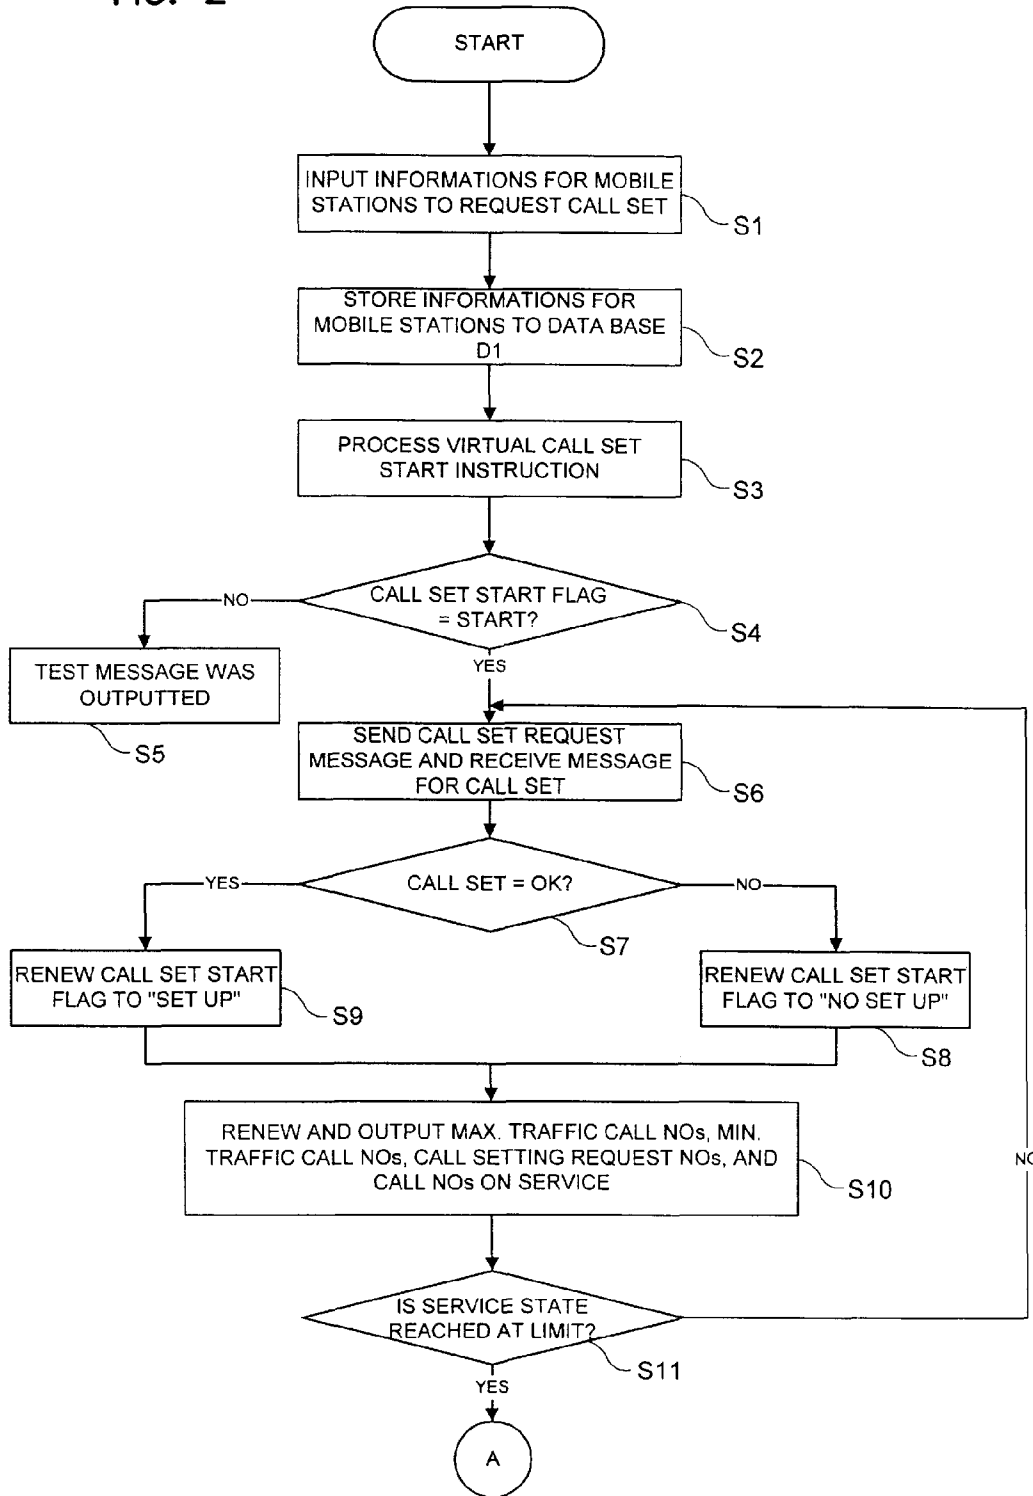 FIG. 2
START
INPUT INFORMATIONS FOR MOBILE
STATIONS TO REQUEST CALL SET
S1
STORE INFORMATIONS FOR
MOBILE STATIONS TO DATA BASE
D1
S2
PROCESS VIRTUAL CALL SET
START INSTRUCTION
S3
CALL SET START FLAG
= START?
S4
NO
YES
TEST MESSAGE WAS
OUTPUTTED
S5
SEND CALL SET REQUEST
MESSAGE AND RECEIVE MESSAGE
FOR CALL SET
S6
CALL SET = OK?
S7
YES
NO
RENEW CALL SET START
FLAG TO "SET UP"
S9
RENEW CALL SET START
FLAG TO "NO SET UP"
S8
RENEW AND OUTPUT MAX. TRAFFIC CALL NOs, MIN.
TRAFFIC CALL NOs, CALL SETTING REQUEST NOs, AND
CALL NOs ON SERVICE
S10
NO
IS SERVICE STATE
REACHED AT LIMIT?
S11
YES
A